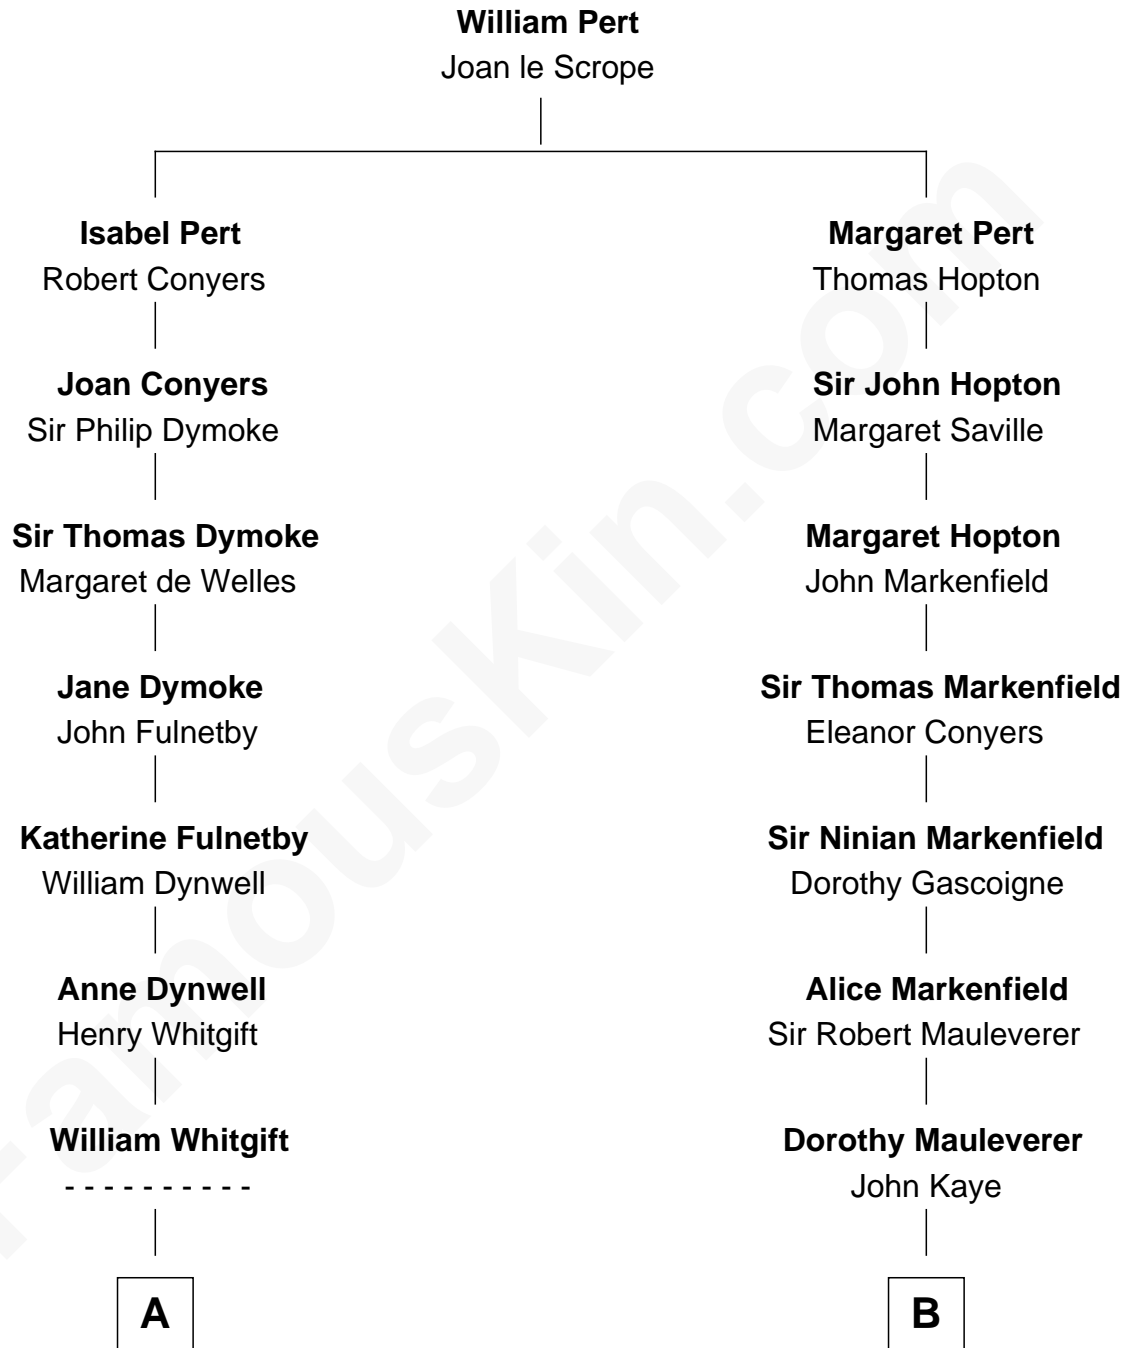 William Pert
Joan le Scrope
Isabel Pert
Robert Conyers
Margaret Pert
Thomas Hopton
Joan Conyers
Sir Philip Dymoke
Sir John Hopton
Margaret Saville
Sir Thomas Dymoke
Margaret de Welles
Margaret Hopton
John Markenfield
Jane Dymoke
John Fulnetby
Sir Thomas Markenfield
Eleanor Conyers
Katherine Fulnetby
William Dynwell
Sir Ninian Markenfield
Dorothy Gascoigne
Anne Dynwell
Henry Whitgift
Alice Markenfield
Sir Robert Mauleverer
William Whitgift
- - - - - - - - - -
Dorothy Mauleverer
John Kaye
A
B
FamousKin.com